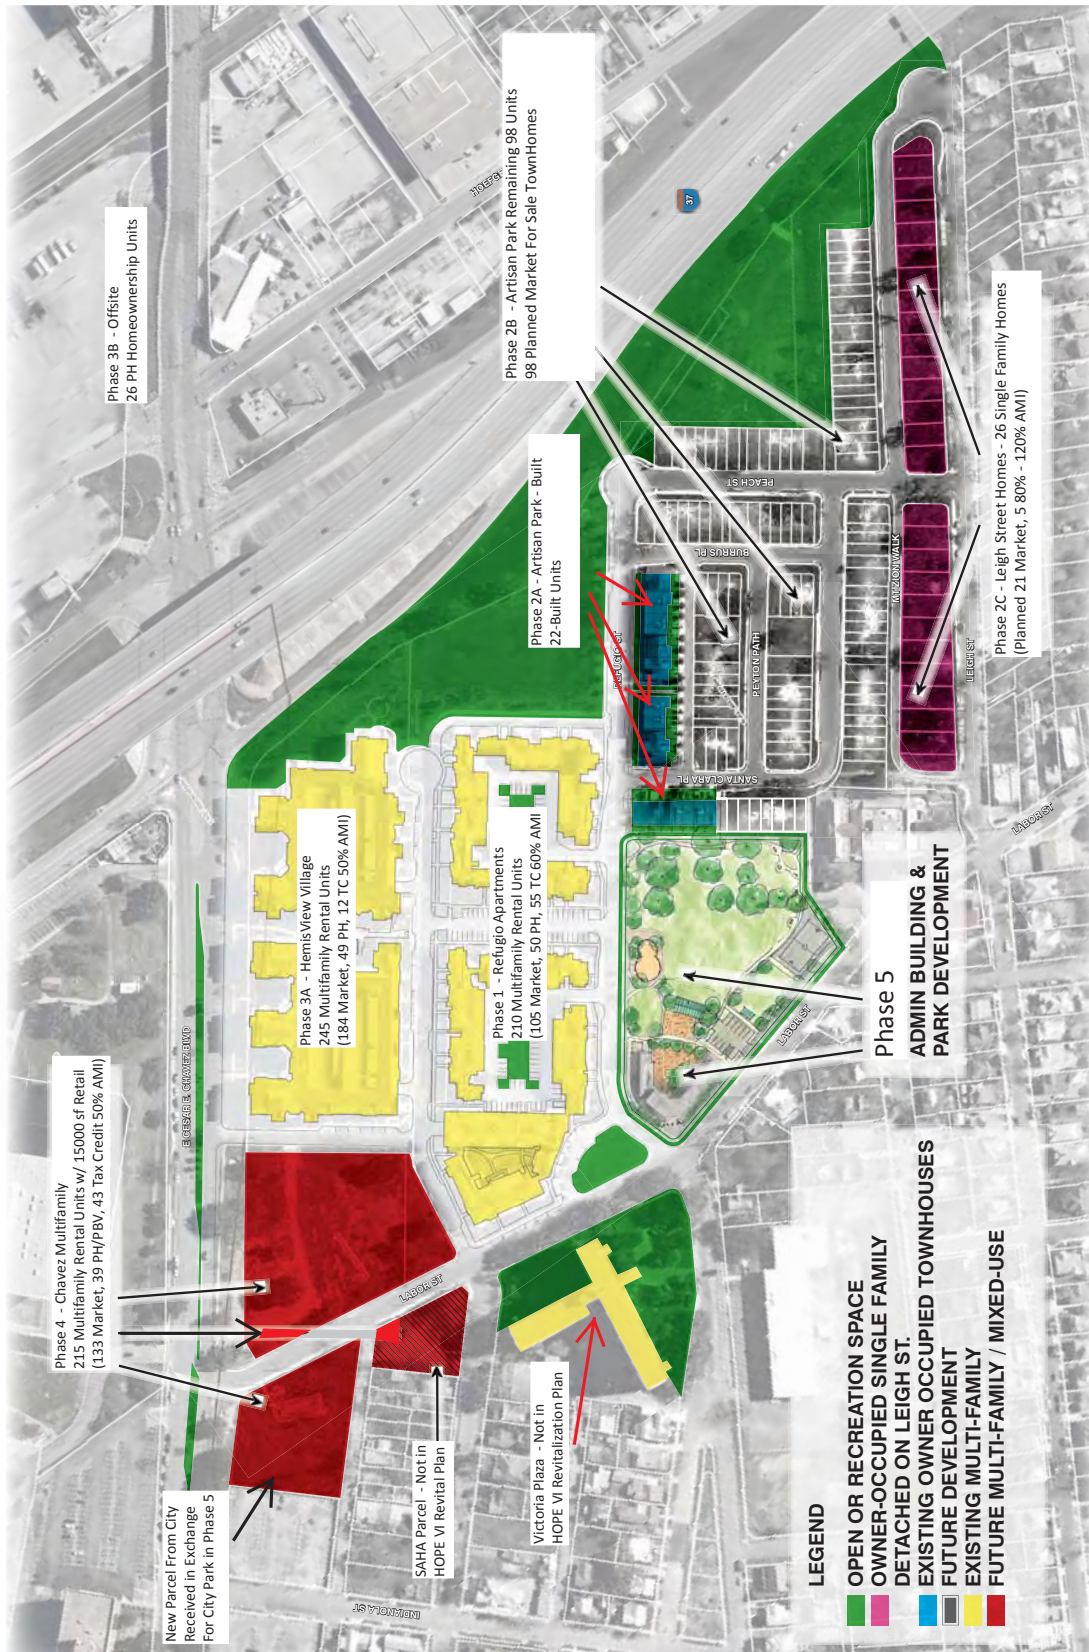 Phase 3B - Offsite
26 PH Homeownership Units
HOEFG
37
Phase 2B - Artisan Park Remaining 98 Units
98 Planned Market For Sale TownHomes
Phase 2A - Artisan Park - Built
22-Built Units
Phase 4 - Chavez Multifamily
215 Multifamily Rental Units w/ 15000 sf Retail
(133 Market, 39 PH/PBV, 43 Tax Credit 50% AMI)
E CESAR E. CHAVEZ BLVD
Phase 3A - HemisView Village
245 Multifamily Rental Units
(184 Market, 49 PH, 12 TC 50% AMI)
Phase 1 - Refugio Apartments
210 Multifamily Rental Units
(105 Market, 50 PH, 55 TC 60% AMI
REFUGIO ST
PEACH ST
BURRUS PL
PEYTON PATH
SANTA CLARA PL
MT ZION WALK
LEIGH ST
Phase 2C - Leigh Street Homes - 26 Single Family Homes
(Planned 21 Market, 5 80% - 120% AMI)
LABOR ST
LABOR ST
LABOR ST
New Parcel From City
Received in Exchange
For City Park in Phase 5
SAHA Parcel - Not in
HOPE VI Revital Plan
Victoria Plaza - Not in
HOPE VI Revitalization Plan
INDIANOLA ST
Phase 5
ADMIN BUILDING &
PARK DEVELOPMENT
LEGEND
OPEN OR RECREATION SPACE
OWNER-OCCUPIED SINGLE FAMILY
DETACHED ON LEIGH ST.
EXISTING OWNER OCCUPIED TOWNHOUSES
FUTURE DEVELOPMENT
EXISTING MULTI-FAMILY
FUTURE MULTI-FAMILY / MIXED-USE